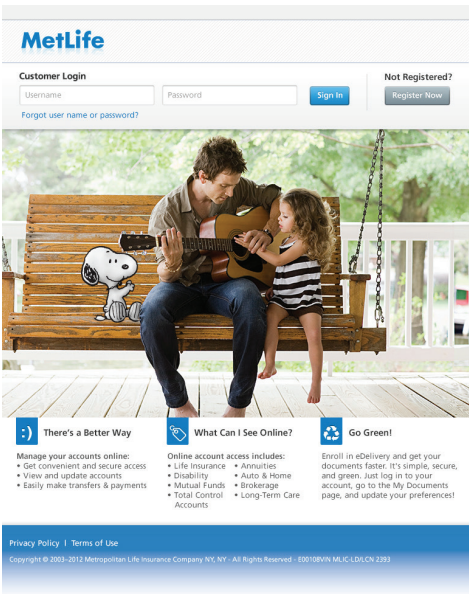 MetLife
Customer Login
Not Registered?
Username
Password
Sign In
Register Now
Forgot user name or password?
:) There's a Better Way
Manage your accounts online:
• Get convenient and secure access
• View and update accounts
• Easily make transfers & payments
What Can I See Online?
Online account access includes:
• Life Insurance
• Disability
• Mutual Funds
• Total Control
Accounts
• Annuities
• Auto & Home
• Brokerage
• Long-Term Care
Go Green!
Enroll in eDelivery and get your
documents faster. It's simple, secure,
and green. Just log in to your
account, go to the My Documents
page, and update your preferences!
Privacy Policy | Terms of Use
Copyright © 2003-2012 Metropolitan Life Insurance Company NY, NY - All Rights Reserved - E00108VIN MLIC-LD/LCN 2393